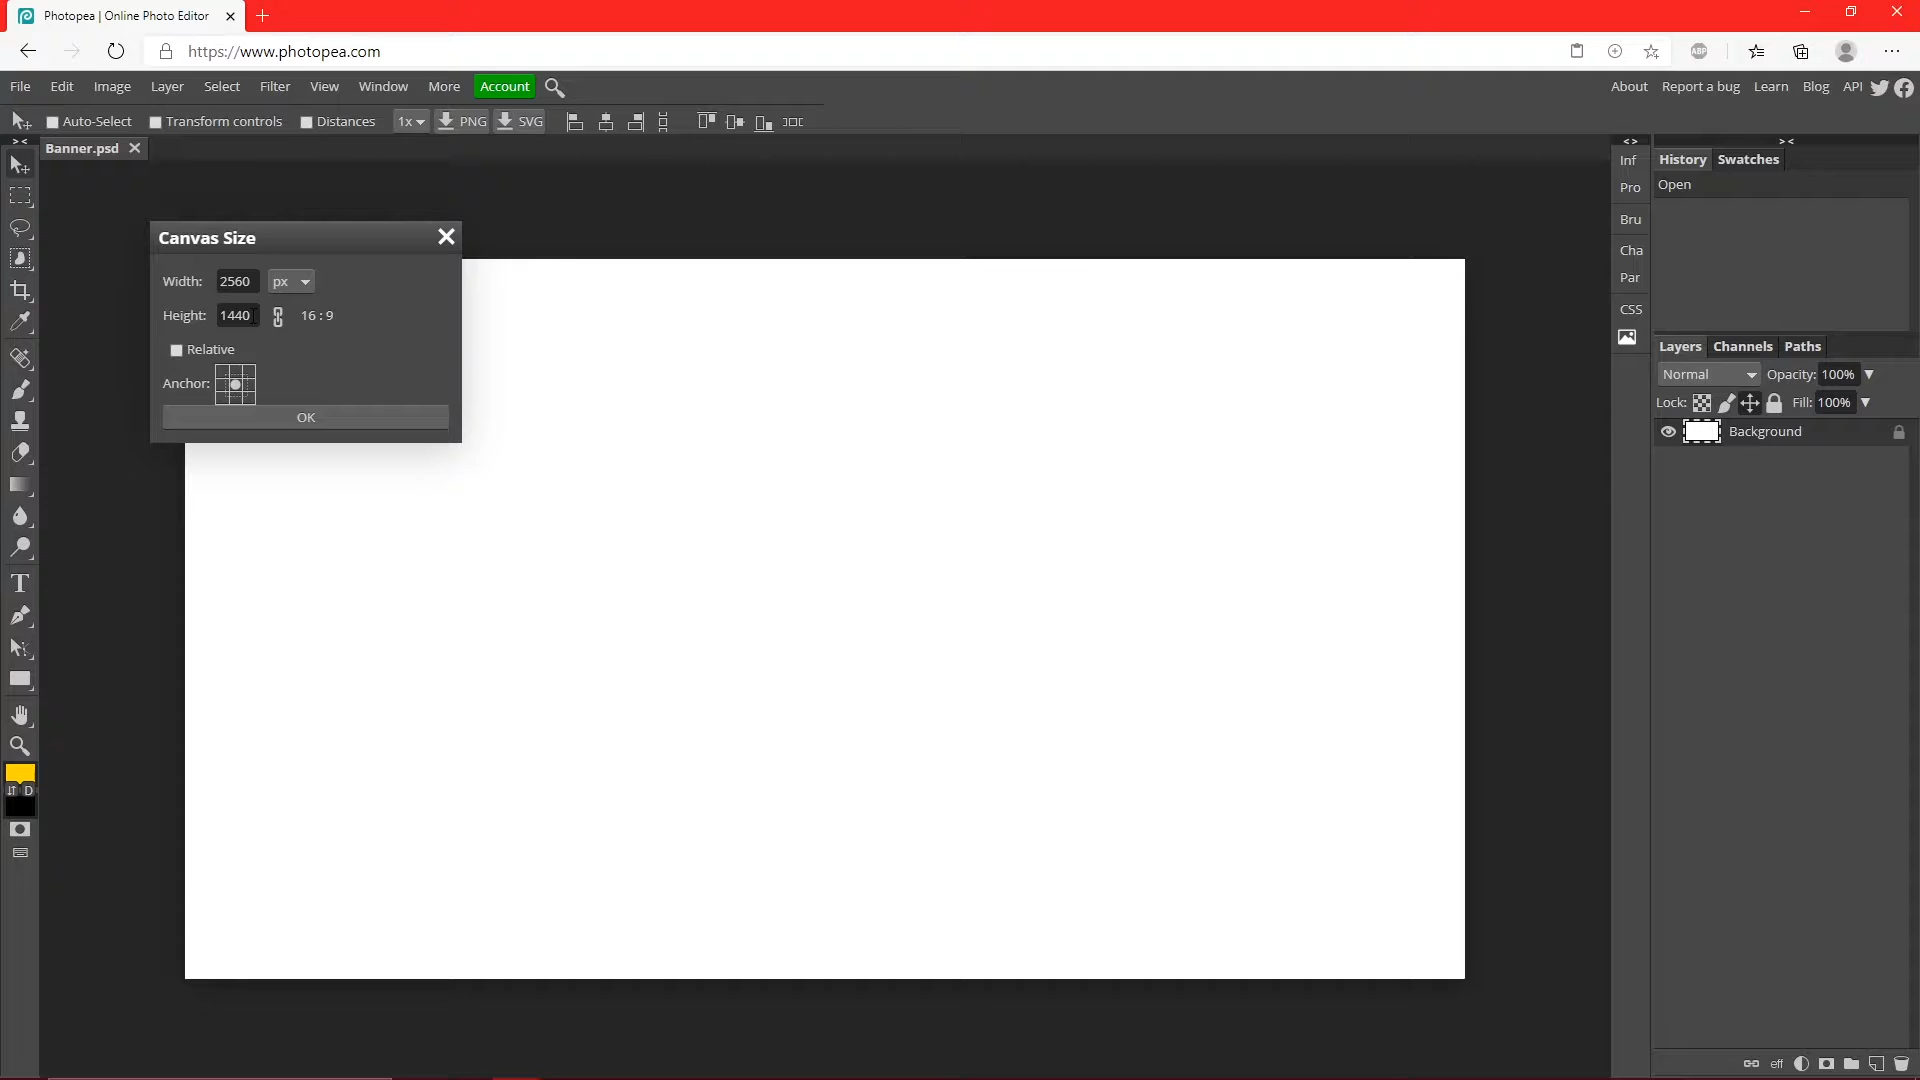 Photopea | Online Photo Editor
https://www.photopea.com
ABP
File Edit Image Layer Select Filter View Window More Account
About Report a bug Learn Blog API
Auto-Select Transform controls Distances 1x PNG SVG
Banner.psd
> <
< >
> <
Inf
Pro
Bru
Cha
Par
CSS
History Swatches
Open
Canvas Size
Width: 2560 px
Height: 1440 16 : 9
Relative
Anchor:
OK
Layers Channels Paths
Normal Opacity: 100%
Lock: Fill: 100%
Background
T
D
eff